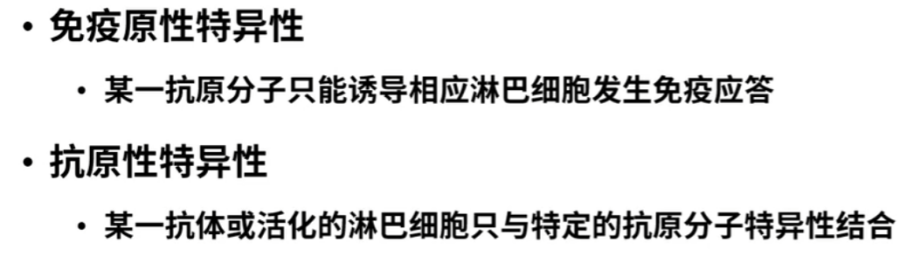 • 免疫原性特异性
• 某一抗原分子只能诱导相应淋巴细胞发生免疫应答
• 抗原性特异性
• 某一抗体或活化的淋巴细胞只与特定的抗原分子特异性结合